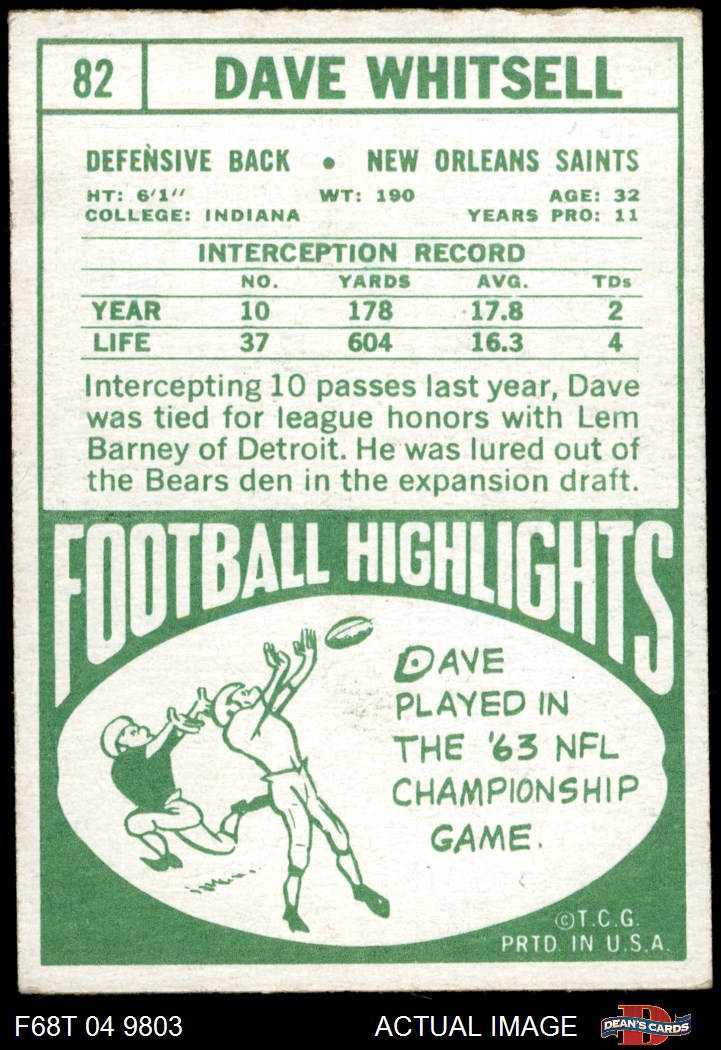 82 DAVE WHITSELL
DEFENSIVE BACK • NEW ORLEANS SAINTS
HT: 6'1" WT: 190 AGE: 32
COLLEGE: INDIANA YEARS PRO: 11
INTERCEPTION RECORD
NO. YARDS AVG. TDs
YEAR 10 178 17.8 2
LIFE 37 604 16.3 4
Intercepting 10 passes last year, Dave
was tied for league honors with Lem
Barney of Detroit. He was lured out of
the Bears den in the expansion draft.
FOOTBALL HIGHLIGHTS
DAVE
PLAYED IN
THE '63 NFL
CHAMPIONSHIP
GAME.
©T.C.G.
PRTD. IN U.S.A.
F68T 04 9803 ACTUAL IMAGE DEAN'S CARDS